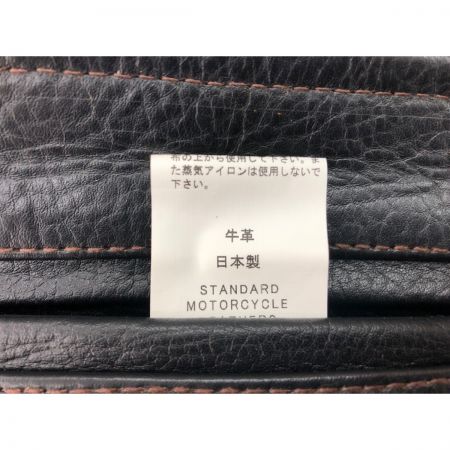 布の上から使用して下さい。ま
た蒸気アイロンは使用しないで
下さい。
牛革
日本製
STANDARD
MOTORCYCLE